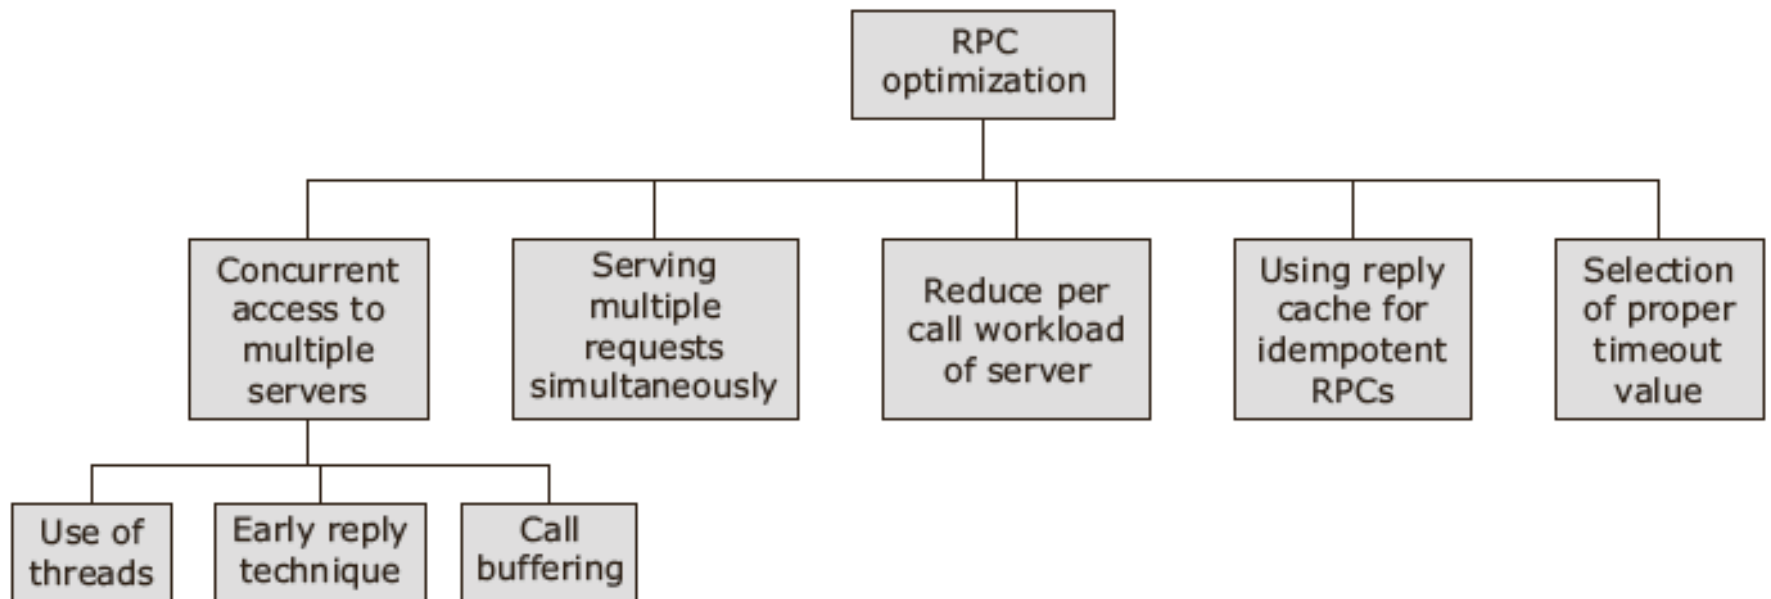 RPC
optimization
Concurrent
access to
multiple
servers
Serving
multiple
requests
simultaneously
Reduce per
call workload
of server
Using reply
cache for
idempotent
RPCs
Selection
of proper
timeout
value
Use of
threads
Early reply
technique
Call
buffering